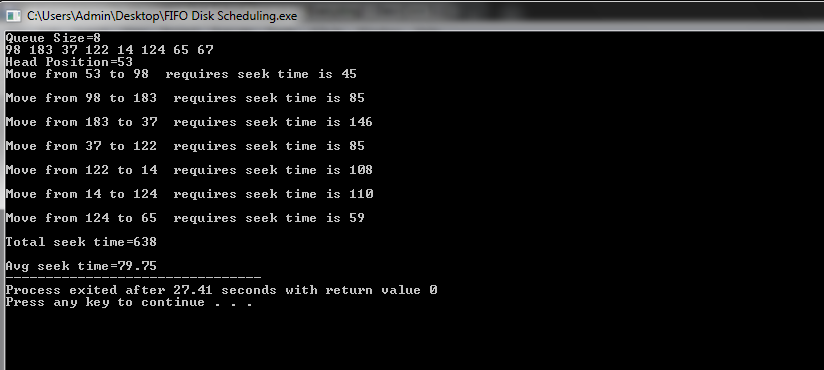 C:\Users\Admin\Desktop\FIFO Disk Scheduling.exe
Queue Size=8
98 183 37 122 14 124 65 67
Head Position=53
Move from 53 to 98  requires seek time is 45
Move from 98 to 183  requires seek time is 85
Move from 183 to 37  requires seek time is 146
Move from 37 to 122  requires seek time is 85
Move from 122 to 14  requires seek time is 108
Move from 14 to 124  requires seek time is 110
Move from 124 to 65  requires seek time is 59
Total seek time=638
Avg seek time=79.75
--------------------------------
Process exited after 27.41 seconds with return value 0
Press any key to continue . . .